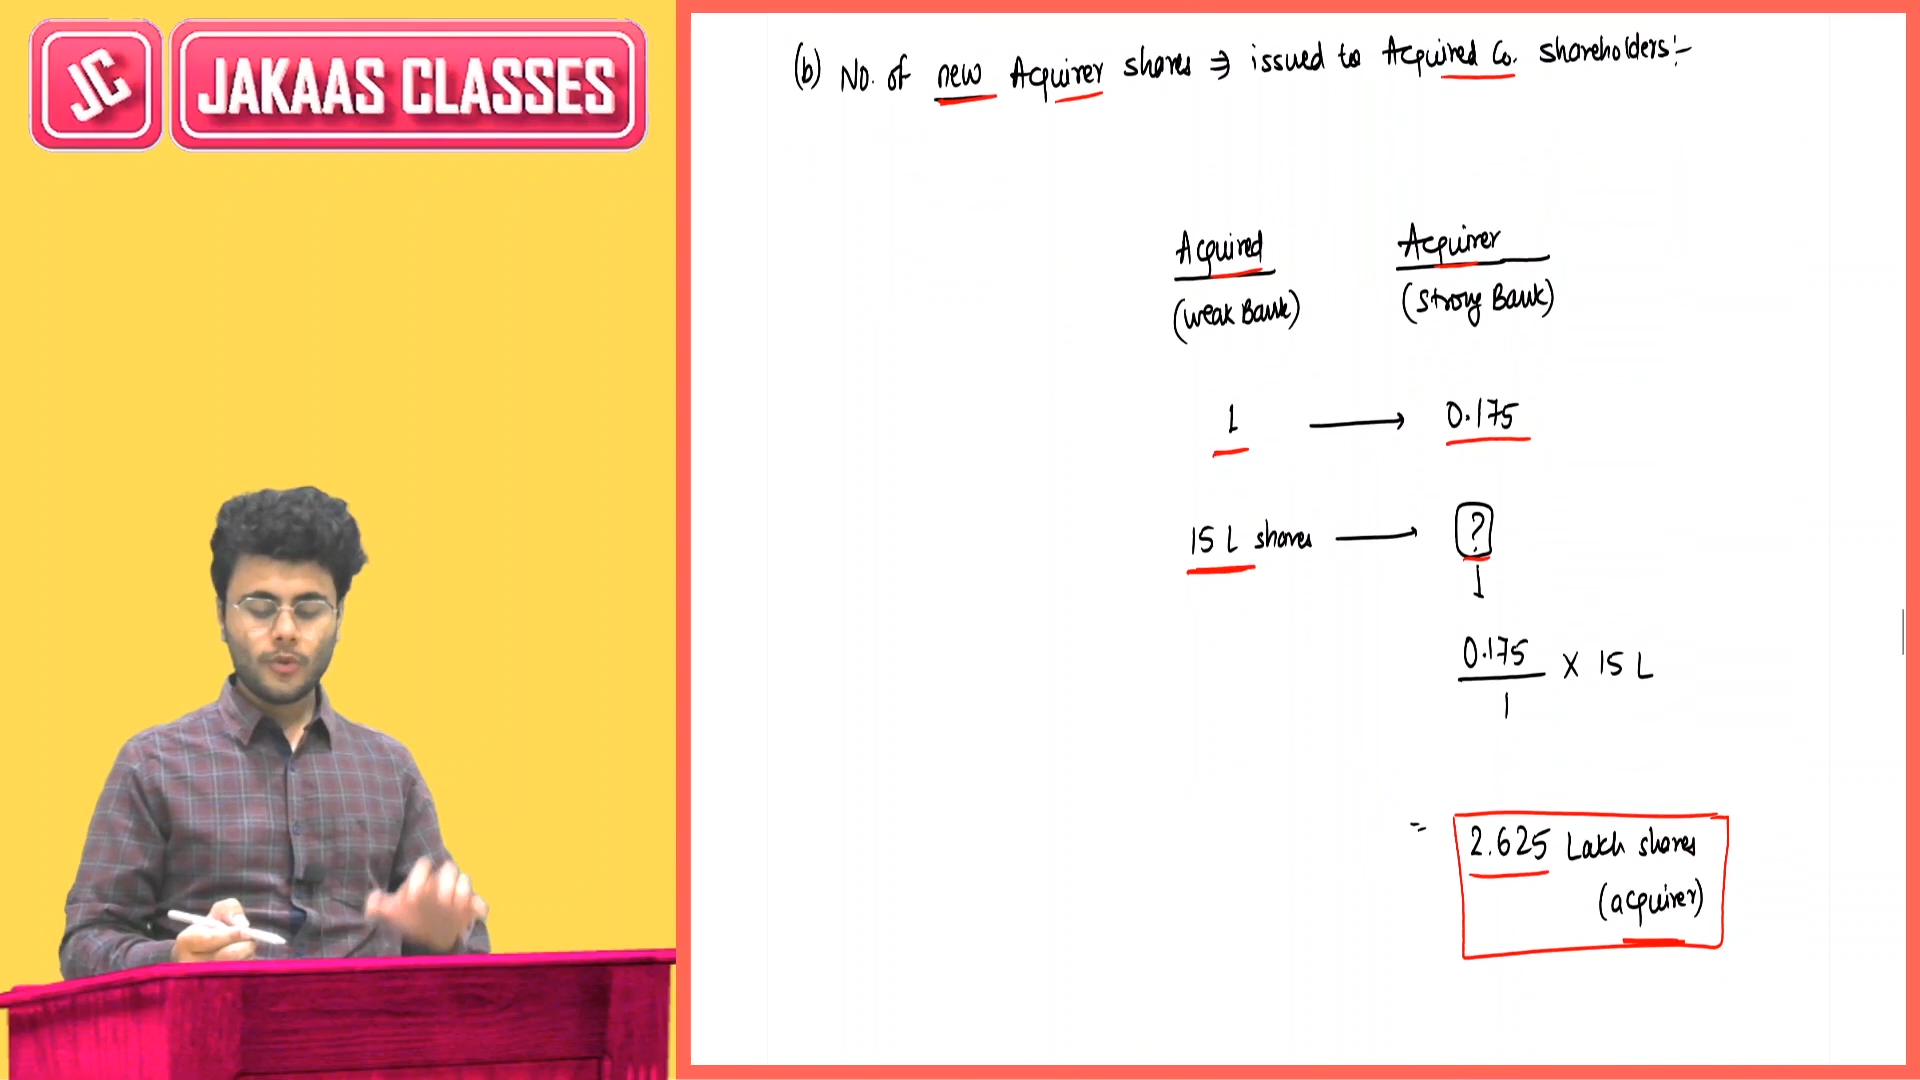 JC JAKAAS CLASSES
(b) No. of new Acquirer shares ⇒ issued to Acquired Co. shareholders:-
Acquired Acquirer
(weak Bank) (strong Bank)
1 → 0.175
15 L shares → ?
0.175
1
× 15 L
= 2.625 Lakh shares
(acquirer)